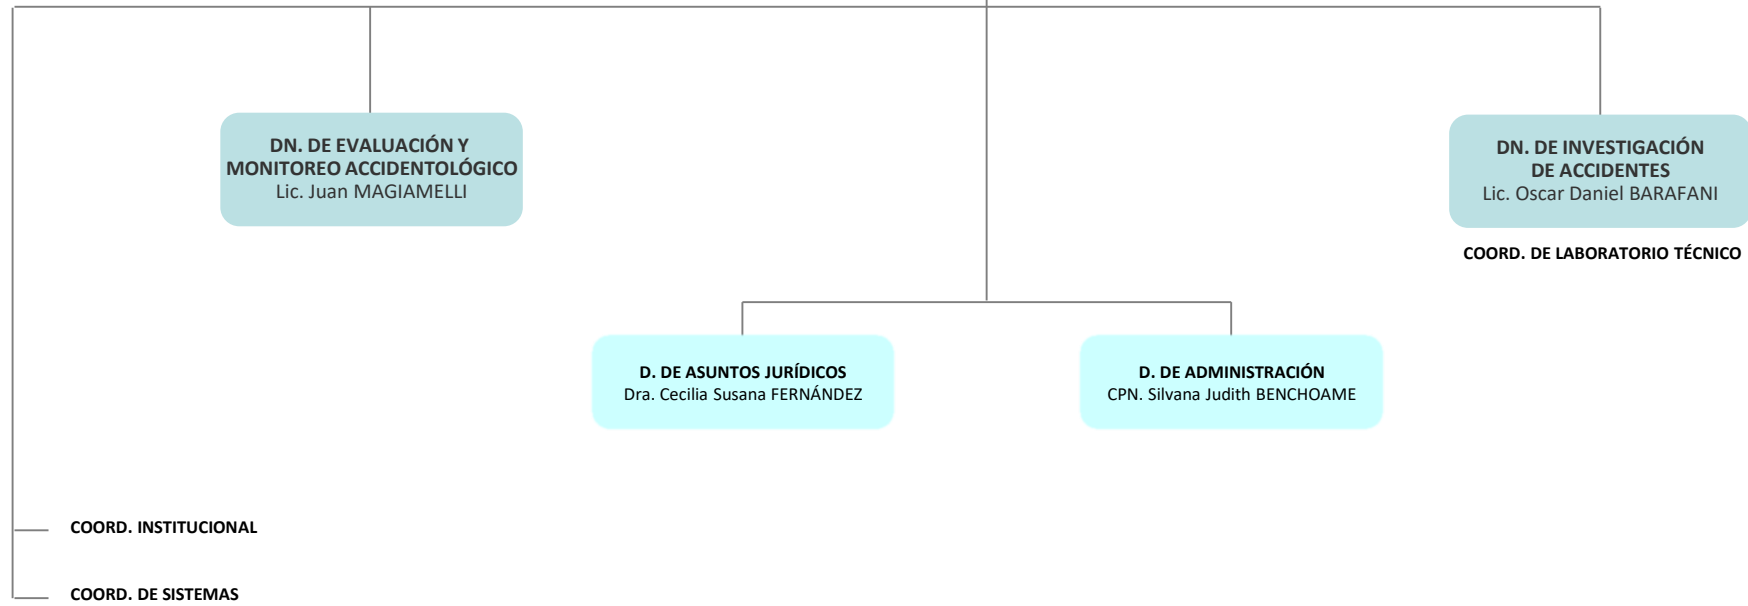 DN. DE EVALUACIÓN Y
MONITOREO ACCIDENTOLÓGICO
Lic. Juan MAGIAMELLI
DN. DE INVESTIGACIÓN
DE ACCIDENTES
Lic. Oscar Daniel BARAFANI
COORD. DE LABORATORIO TÉCNICO
D. DE ASUNTOS JURÍDICOS
Dra. Cecilia Susana FERNÁNDEZ
D. DE ADMINISTRACIÓN
CPN. Silvana Judith BENCHOAME
COORD. INSTITUCIONAL
COORD. DE SISTEMAS